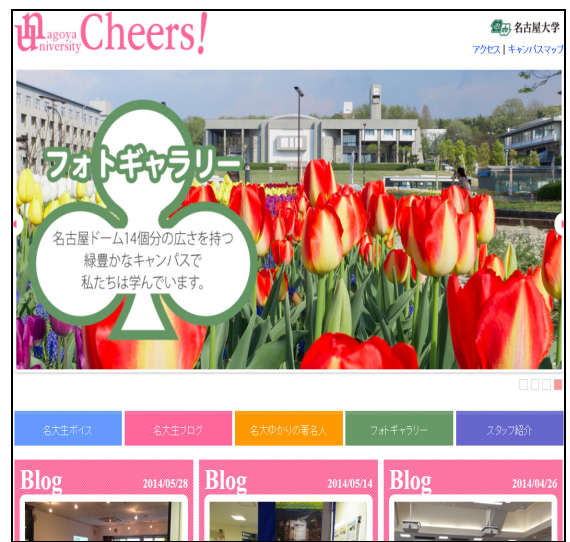 Nagoya University Cheers!
名古屋大学
アクセス | キャンパスマップ
フォトギャラリー
名古屋ドーム14個分の広さを持つ
緑豊かなキャンパスで
私たちは学んでいます。
名大生ボイス 名大生ブログ 名大ゆかりの著名人 フォトギャラリー スタッフ紹介
Blog 2014/05/28 Blog 2014/05/14 Blog 2014/04/26